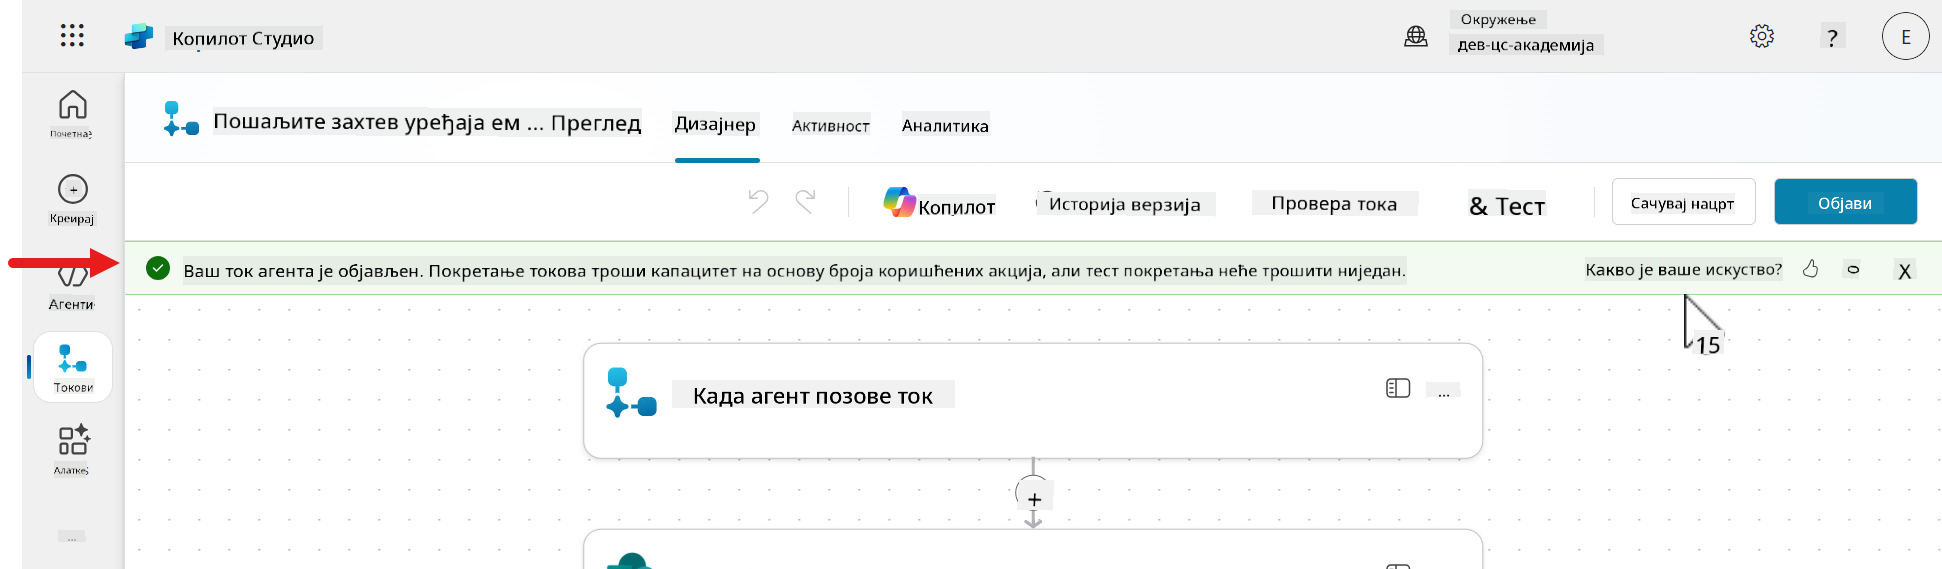 Копилот Студио
Окружење
дев-цс-академија
?
E
Почетнај
Креирај
Агенти
Токови
Алатке
...
Пошаљите захтев уређаја ем ... Преглед
Дизајнер
Активност
Аналитика
Копилот
Историја верзија
Провера тока
& Тест
Сачувај нацрт
Објави
Ваш ток агента је објављен. Покретање токова троши капацитет на основу броја коришћених акција, али тест покретања неће трошити ниједан.
Какво је ваше искуство?
X
15
Када агент позове ток
...
+